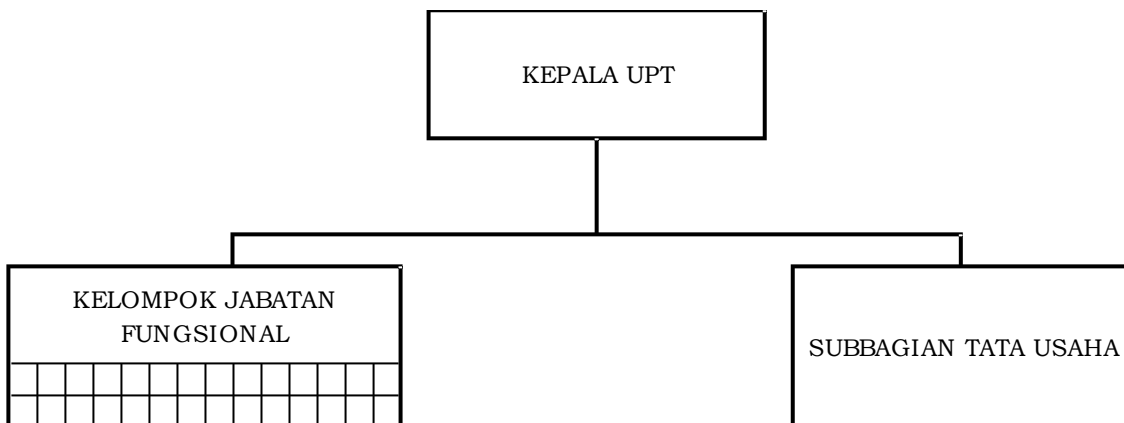 KEPALA UPT
KELOMPOK JABATAN
FUNGSIONAL
SUBBAGIAN TATA USAHA